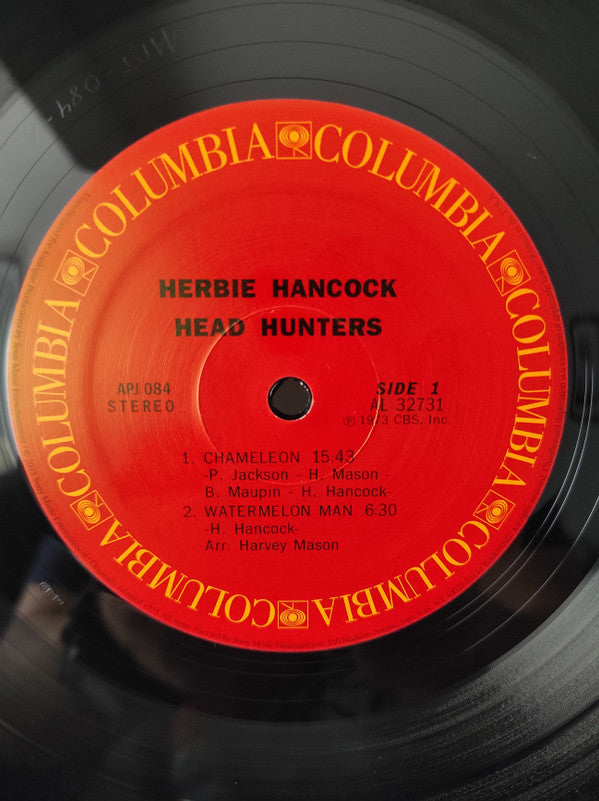 COLUMBIA COLUMBIA COLUMBIA COLUMBIA COLUMBIA COLUMBIA
HERBIE HANCOCK
HEAD HUNTERS
APJ 084
STEREO
SIDE 1
AL 32731
℗ 1973 CBS, Inc.
1. CHAMELEON 15:43
-P. Jackson - H. Mason -
B. Maupin - H. Hancock-
2. WATERMELON MAN 6:30
-H. Hancock-
Arr: Harvey Mason